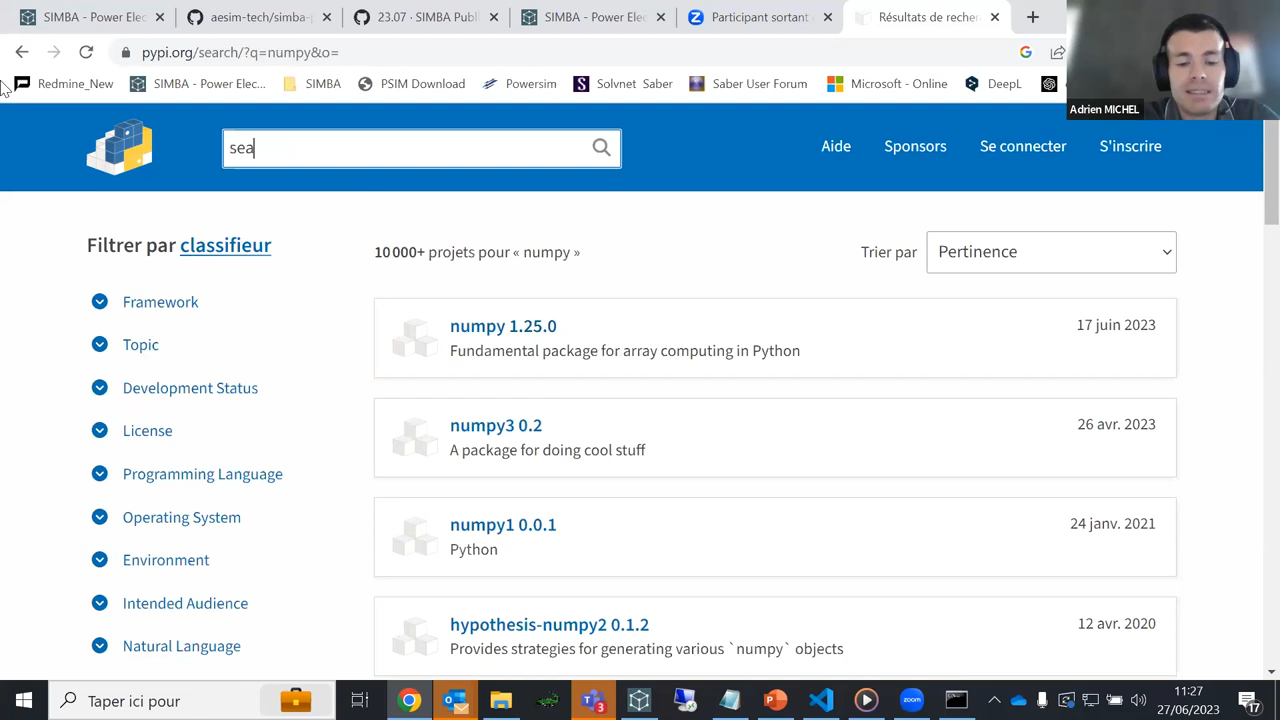 SIMBA - Power Elec
aesim-tech/simba-p
23.07 · SIMBA Publ
SIMBA - Power Elec
Participant sortant
Résultats de recher
pypi.org/search/?q=numpy&o=
Redmine_New
SIMBA - Power Elec...
SIMBA
PSIM Download
Powersim
Solvnet Saber
Saber User Forum
Microsoft - Online
DeepL
Adrien MICHEL
sea
Aide
Sponsors
Se connecter
S'inscrire
Filtrer par classifieur
Framework
Topic
Development Status
License
Programming Language
Operating System
Environment
Intended Audience
Natural Language
10 000+ projets pour « numpy »
Trier par
Pertinence
numpy 1.25.0
17 juin 2023
Fundamental package for array computing in Python
numpy3 0.2
26 avr. 2023
A package for doing cool stuff
numpy1 0.0.1
24 janv. 2021
Python
hypothesis-numpy2 0.1.2
12 avr. 2020
Provides strategies for generating various `numpy` objects
Taper ici pour
3
11:27
27/06/2023
17